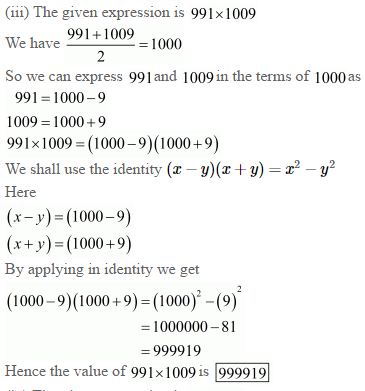 (iii) The given expression is 991×1009
We have (991+1009)/2 = 1000
So we can express 991 and 1009 in the terms of 1000 as
991 = 1000 − 9
1009 = 1000 + 9
991×1009 = (1000−9)(1000+9)
We shall use the identity (x − y)(x + y) = x² − y²
Here
(x − y) = (1000−9)
(x + y) = (1000+9)
By applying in identity we get
(1000−9)(1000+9) = (1000)² − (9)²
= 1000000 − 81
= 999919
Hence the value of 991×1009 is 999919